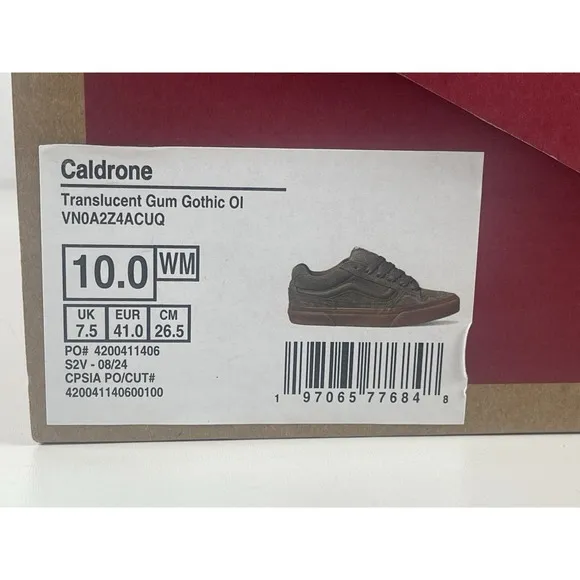 Caldrone
Translucent Gum Gothic Ol
VN0A2Z4ACUQ
10.0 WM
UK EUR CM
7.5 41.0 26.5
PO# 4200411406
S2V - 08/24
CPSIA PO/CUT#
420041140600100
1 97065 77684 8